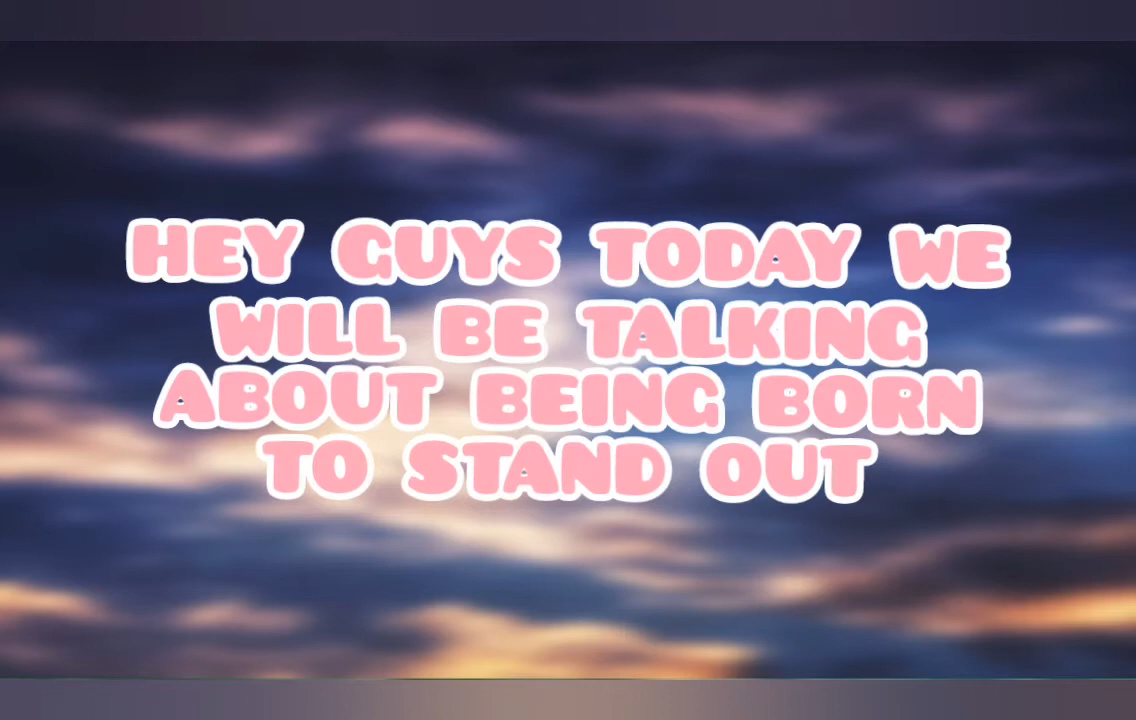 HEY GUYS TODAY WE
WILL BE TALKING
ABOUT BEING BORN
TO STAND OUT